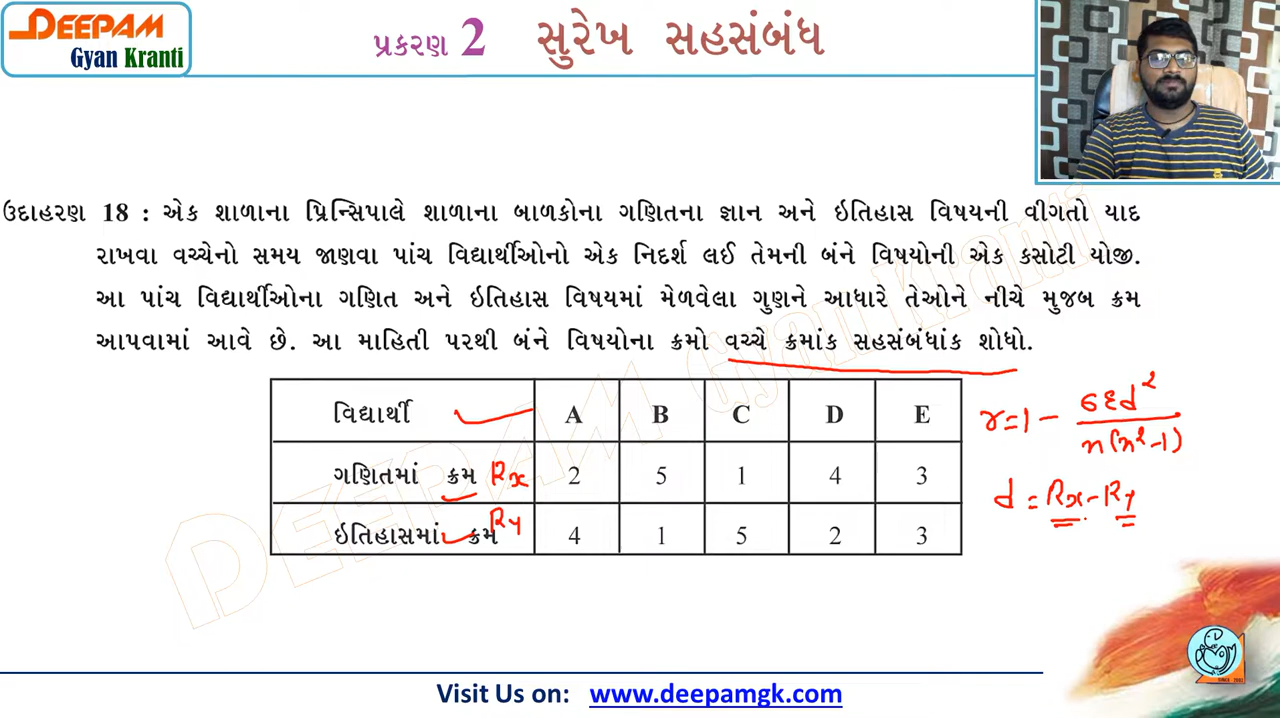 DEEPAM
Gyan Kranti
પ્રકરણ 2 સુરેખ સહસંબંધ
ઉદાહરણ 18 : એક શાળાના પ્રિન્સિપાલે શાળાના બાળકોના ગણિતના જ્ઞાન અને ઇતિહાસ વિષયની વીગતો યાદ
રાખવા વચ્ચેનો સમય જાણવા પાંચ વિદ્યાર્થીઓનો એક નિદર્શ લઈ તેમની બંને વિષયોની એક કસોટી યોજી.
આ પાંચ વિદ્યાર્થીઓના ગણિત અને ઇતિહાસ વિષયમાં મેળવેલા ગુણને આધારે તેઓને નીચે મુજબ ક્રમ
આપવામાં આવે છે. આ માહિતી પરથી બંને વિષયોના ક્રમો વચ્ચે ક્રમાંક સહસંબંધાંક શોધો.
વિદ્યાર્થી A B C D E
ગણિતમાં ક્રમ Rx 2 5 1 4 3
ઇતિહાસમાં ક્રમ Ry 4 1 5 2 3
r = 1 - 6Σd² / n(n²-1)
d = Rx - Ry
DEEPAM Gyan Kranti
Visit Us on: www.deepamgk.com